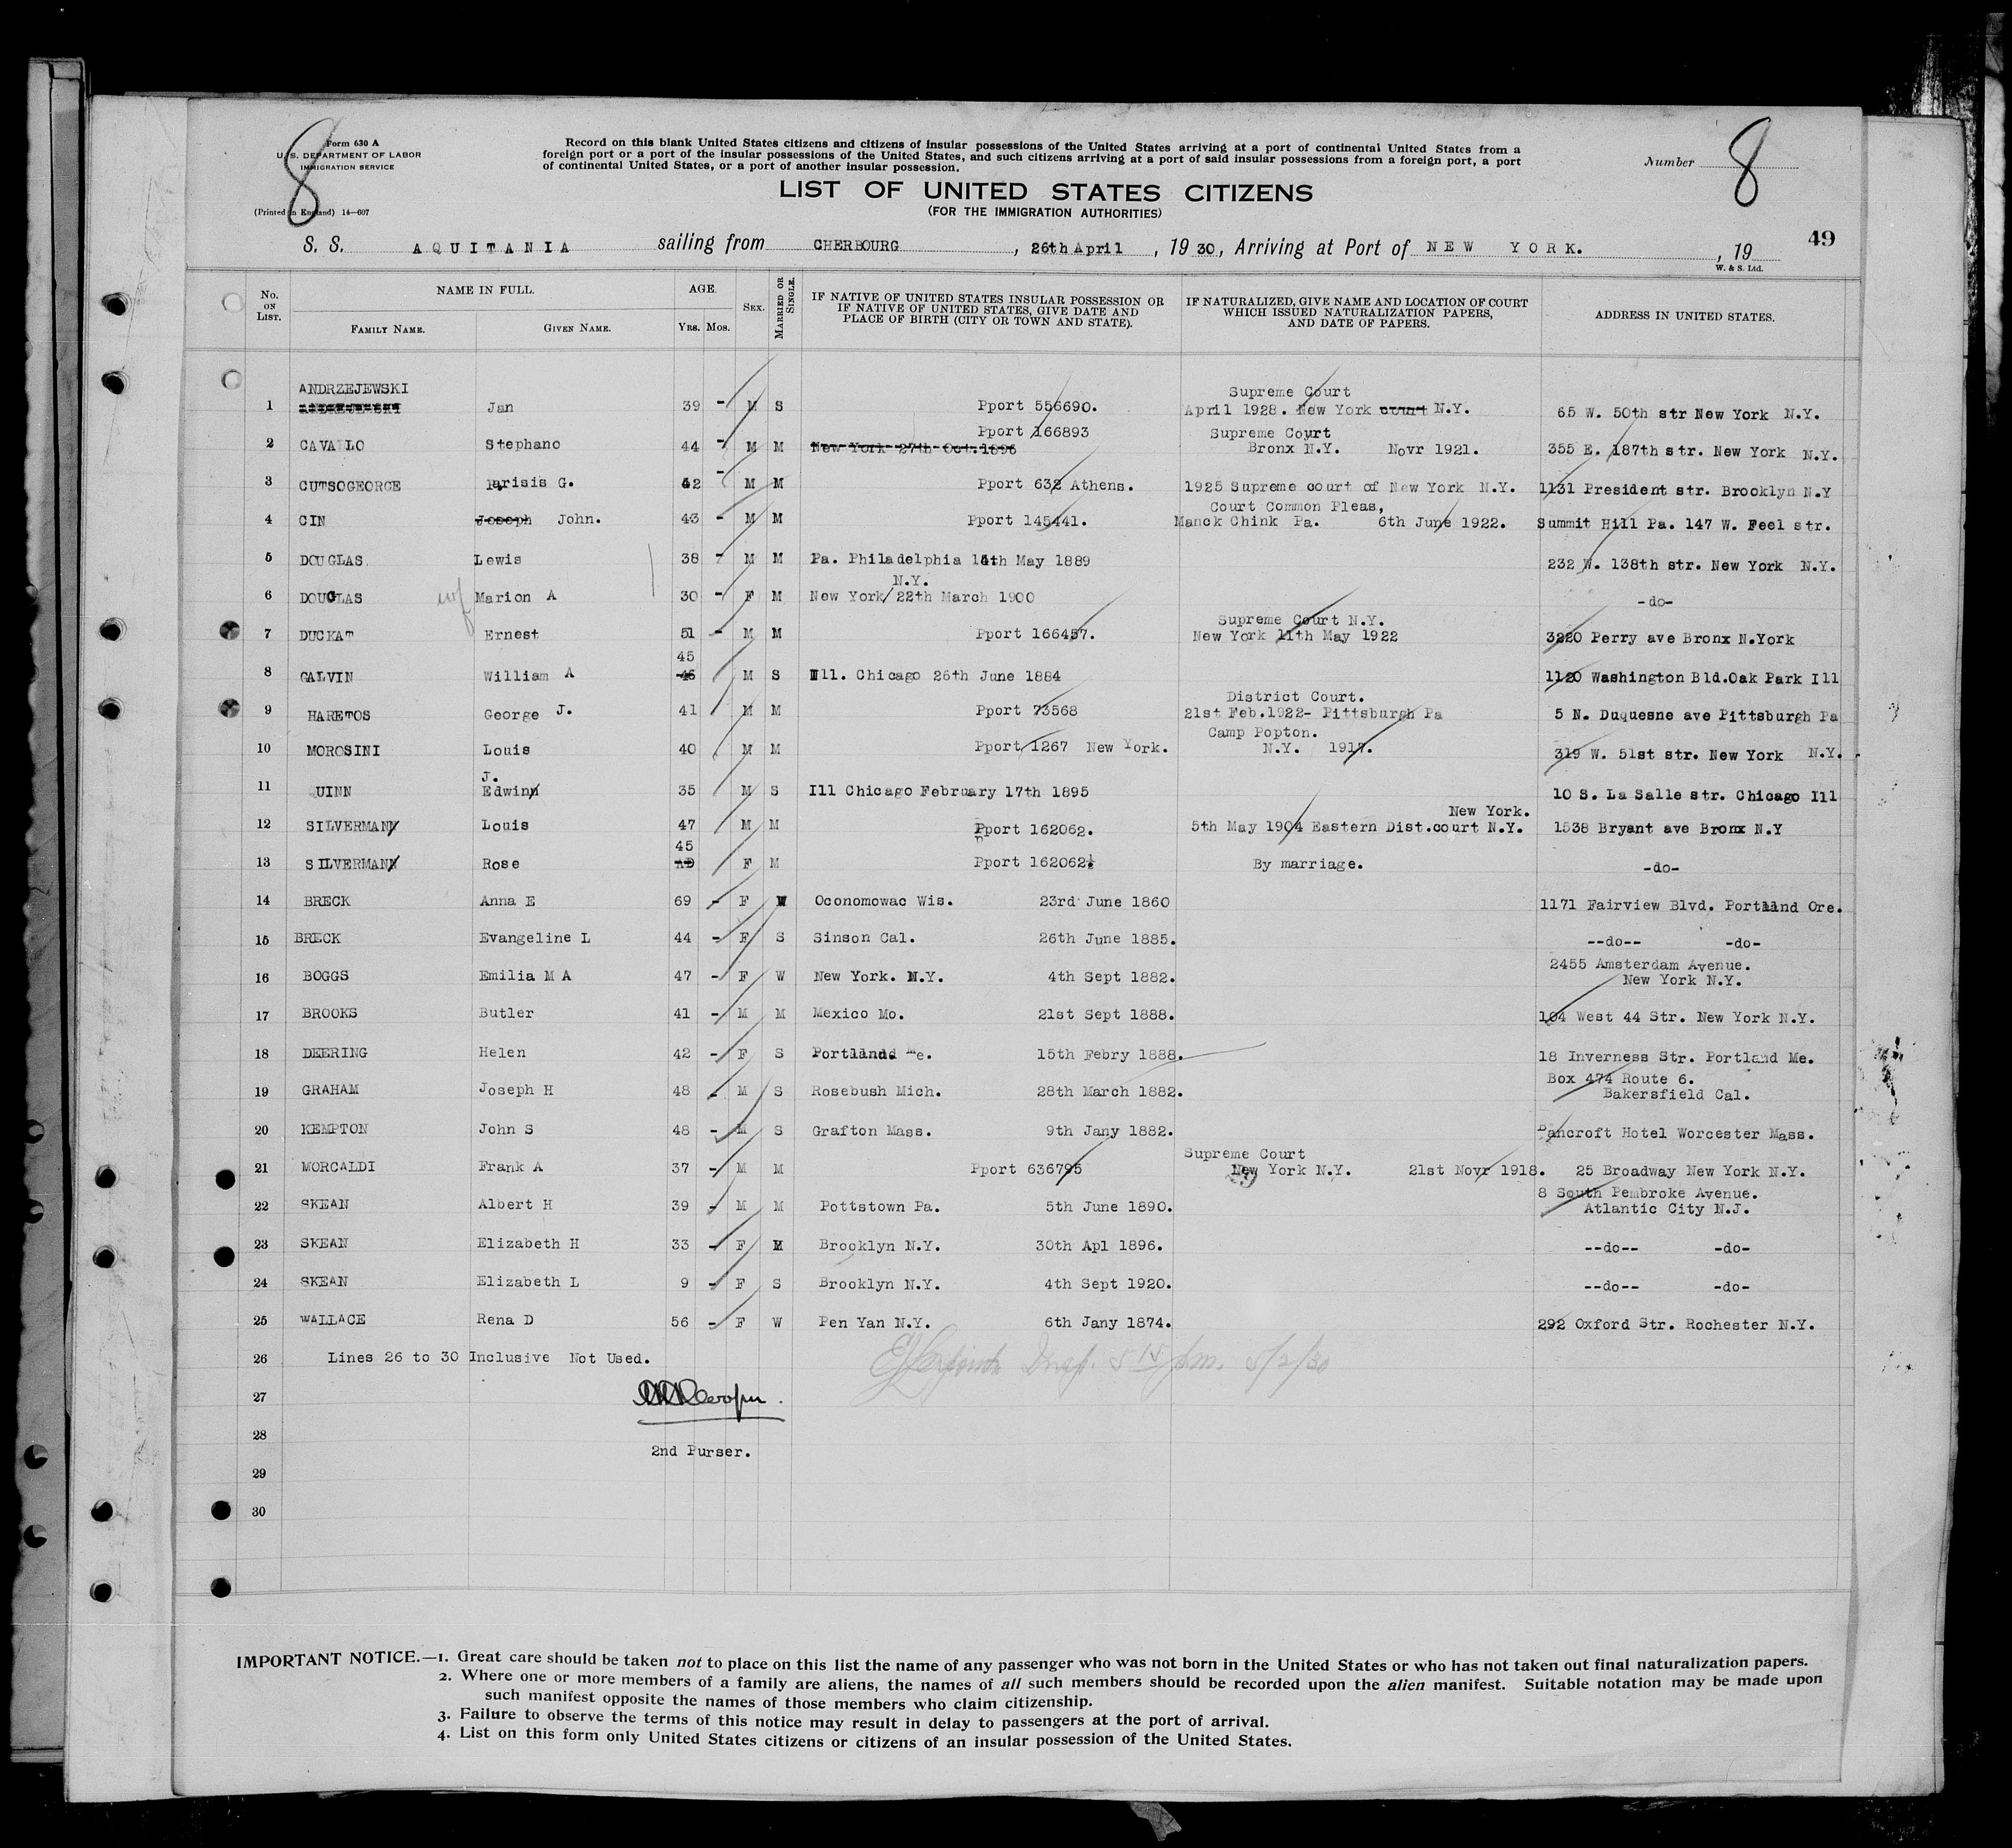 8
Form 630 A
U. S. DEPARTMENT OF LABOR
IMMIGRATION SERVICE
(Printed in England) 14—607
Record on this blank United States citizens and citizens of insular possessions of the United States arriving at a port of continental United States from a
foreign port or a port of the insular possessions of the United States, and such citizens arriving at a port of said insular possessions from a foreign port, a port
of continental United States, or a port of another insular possession.
Number 8
LIST OF UNITED STATES CITIZENS
(FOR THE IMMIGRATION AUTHORITIES)
49
S. S. AQUITANIA sailing from CHERBOURG, 26th April, 1930, Arriving at Port of NEW YORK., 19
W. & S. Ltd.
No. ON LIST. NAME IN FULL. FAMILY NAME. GIVEN NAME. AGE. YRS. MOS. SEX. MARRIED OR SINGLE. IF NATIVE OF UNITED STATES INSULAR POSSESSION OR IF NATIVE OF UNITED STATES, GIVE DATE AND PLACE OF BIRTH (CITY OR TOWN AND STATE). IF NATURALIZED, GIVE NAME AND LOCATION OF COURT WHICH ISSUED NATURALIZATION PAPERS, AND DATE OF PAPERS. ADDRESS IN UNITED STATES.
ANDRZEJEWSKI Supreme Court
1 Jan 39 - M S Pport 556690. April 1928. New York court N.Y. 65 W. 50th str New York N.Y.
Pport 166893 Supreme Court
2 CAVALLO Stephano 44 - M M New York 27th Oct. 1896 Bronx N.Y. Novr 1921. 355 E. 187th str. New York N.Y.
3 CUTSOGEORGE Parisis G. 42 - M M Pport 632 Athens. 1925 Supreme court of New York N.Y. 1131 President str. Brooklyn N.Y
Court Common Pleas,
4 CIN Joseph John. 43 - M M Pport 145441. Manck Chink Pa. 6th June 1922. Summit Hill Pa. 147 W. Feel str.
5 DOUGLAS Lewis 38 - M M Pa. Philadelphia 14th May 1889 232 W. 138th str. New York N.Y.
N.Y.
6 DOUGLAS wf Marion A 30 - F M New York/22th March 1900 -do-
Supreme Court N.Y.
7 DUCKAT Ernest 51 - M M Pport 166457. New York 11th May 1922 3220 Perry ave Bronx N.York
45
8 GALVIN William A 46 M S Ill. Chicago 26th June 1884 1120 Washington Bld.Oak Park Ill
District Court.
9 HARETOS George J. 41 M M Pport 73568 21st Feb.1922- Pittsburgh Pa 5 N. Duquesne ave Pittsburgh Pa
Camp Popton.
10 MOROSINI Louis 40 M M Pport 1267 New York. N.Y. 1917. 319 W. 51st str. New York N.Y.
J.
11 UINN Edwin 35 M S Ill Chicago February 17th 1895 10 S. La Salle str. Chicago Ill
New York.
12 SILVERMAN Louis 47 M M Pport 162062. 5th May 1904 Eastern Dist.court N.Y. 1538 Bryant ave Bronx N.Y
45
13 SILVERMAN Rose F M Pport 162062½ By marriage. -do-
14 BRECK Anna E 69 - F W Oconomowac Wis. 23rd June 1860 1171 Fairview Blvd. Portland Ore.
15 BRECK Evangeline L 44 - F S Sinson Cal. 26th June 1885. --do-- -do-
2455 Amsterdam Avenue.
16 BOGGS Emilia M A 47 - F W New York. N.Y. 4th Sept 1882. New York N.Y.
17 BROOKS Butler 41 - M M Mexico Mo. 21st Sept 1888. 104 West 44 Str. New York N.Y.
18 DEERING Helen 42 - F S Portlandd Me. 15th Febry 1888. 18 Inverness Str. Portland Me.
Box 474 Route 6.
19 GRAHAM Joseph H 48 - M S Rosebush Mich. 28th March 1882. Bakersfield Cal.
20 KEMPTON John S 48 - M S Grafton Mass. 9th Jany 1882. Bancroft Hotel Worcester Mass.
Supreme Court
21 MORCALDI Frank A 37 - M M Pport 636795 New York N.Y. 21st Novr 1918. 25 Broadway New York N.Y.
8 South Pembroke Avenue.
22 SKEAN Albert H 39 - M M Pottstown Pa. 5th June 1890. Atlantic City N.J.
23 SKEAN Elizabeth H 33 - F M Brooklyn N.Y. 30th Apl 1896. --do-- -do-
24 SKEAN Elizabeth L 9 - F S Brooklyn N.Y. 4th Sept 1920. --do-- -do-
25 WALLACE Rena D 56 - F W Pen Yan N.Y. 6th Jany 1874. 292 Oxford Str. Rochester N.Y.
26 Lines 26 to 30 Inclusive Not Used. 5/2/30
27
28
2nd Purser.
29
30
IMPORTANT NOTICE.—1. Great care should be taken not to place on this list the name of any passenger who was not born in the United States or who has not taken out final naturalization papers.
2. Where one or more members of a family are aliens, the names of all such members should be recorded upon the alien manifest. Suitable notation may be made upon
such manifest opposite the names of those members who claim citizenship.
3. Failure to observe the terms of this notice may result in delay to passengers at the port of arrival.
4. List on this form only United States citizens or citizens of an insular possession of the United States.